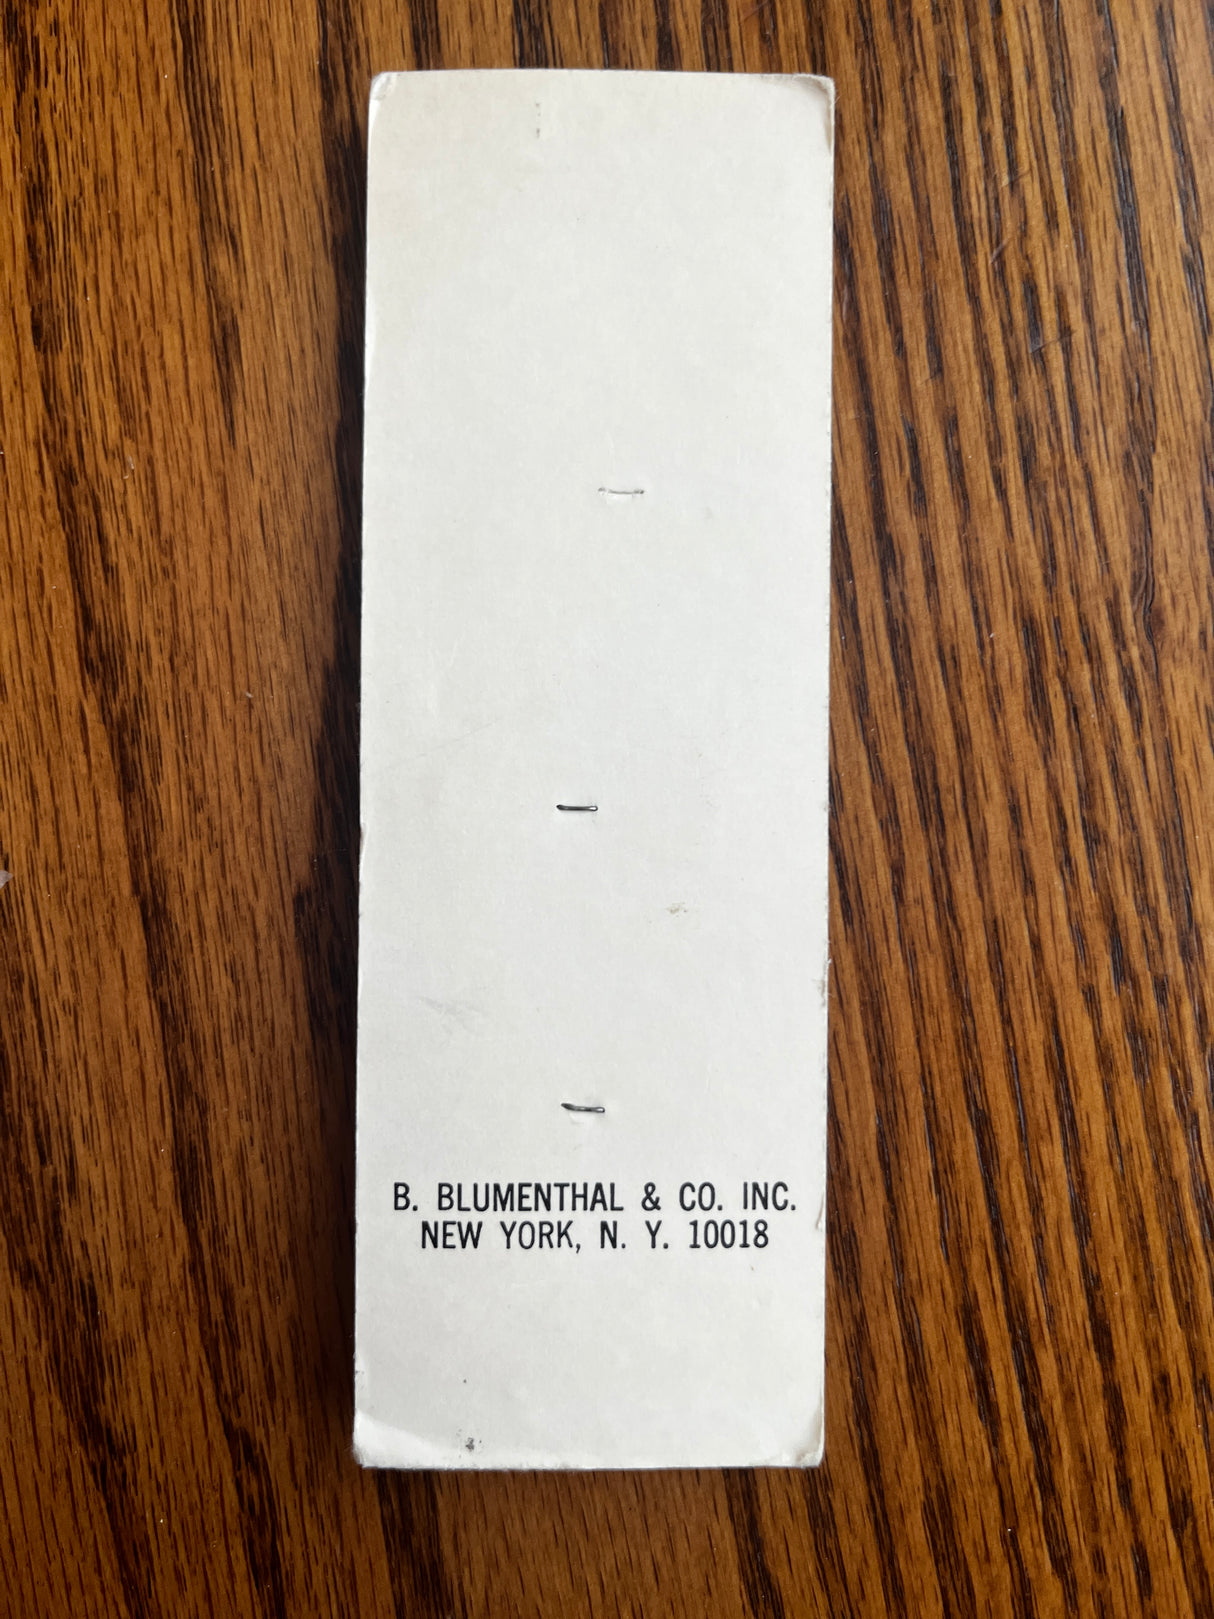 B. BLUMENTHAL & CO. INC.
NEW YORK, N. Y. 10018